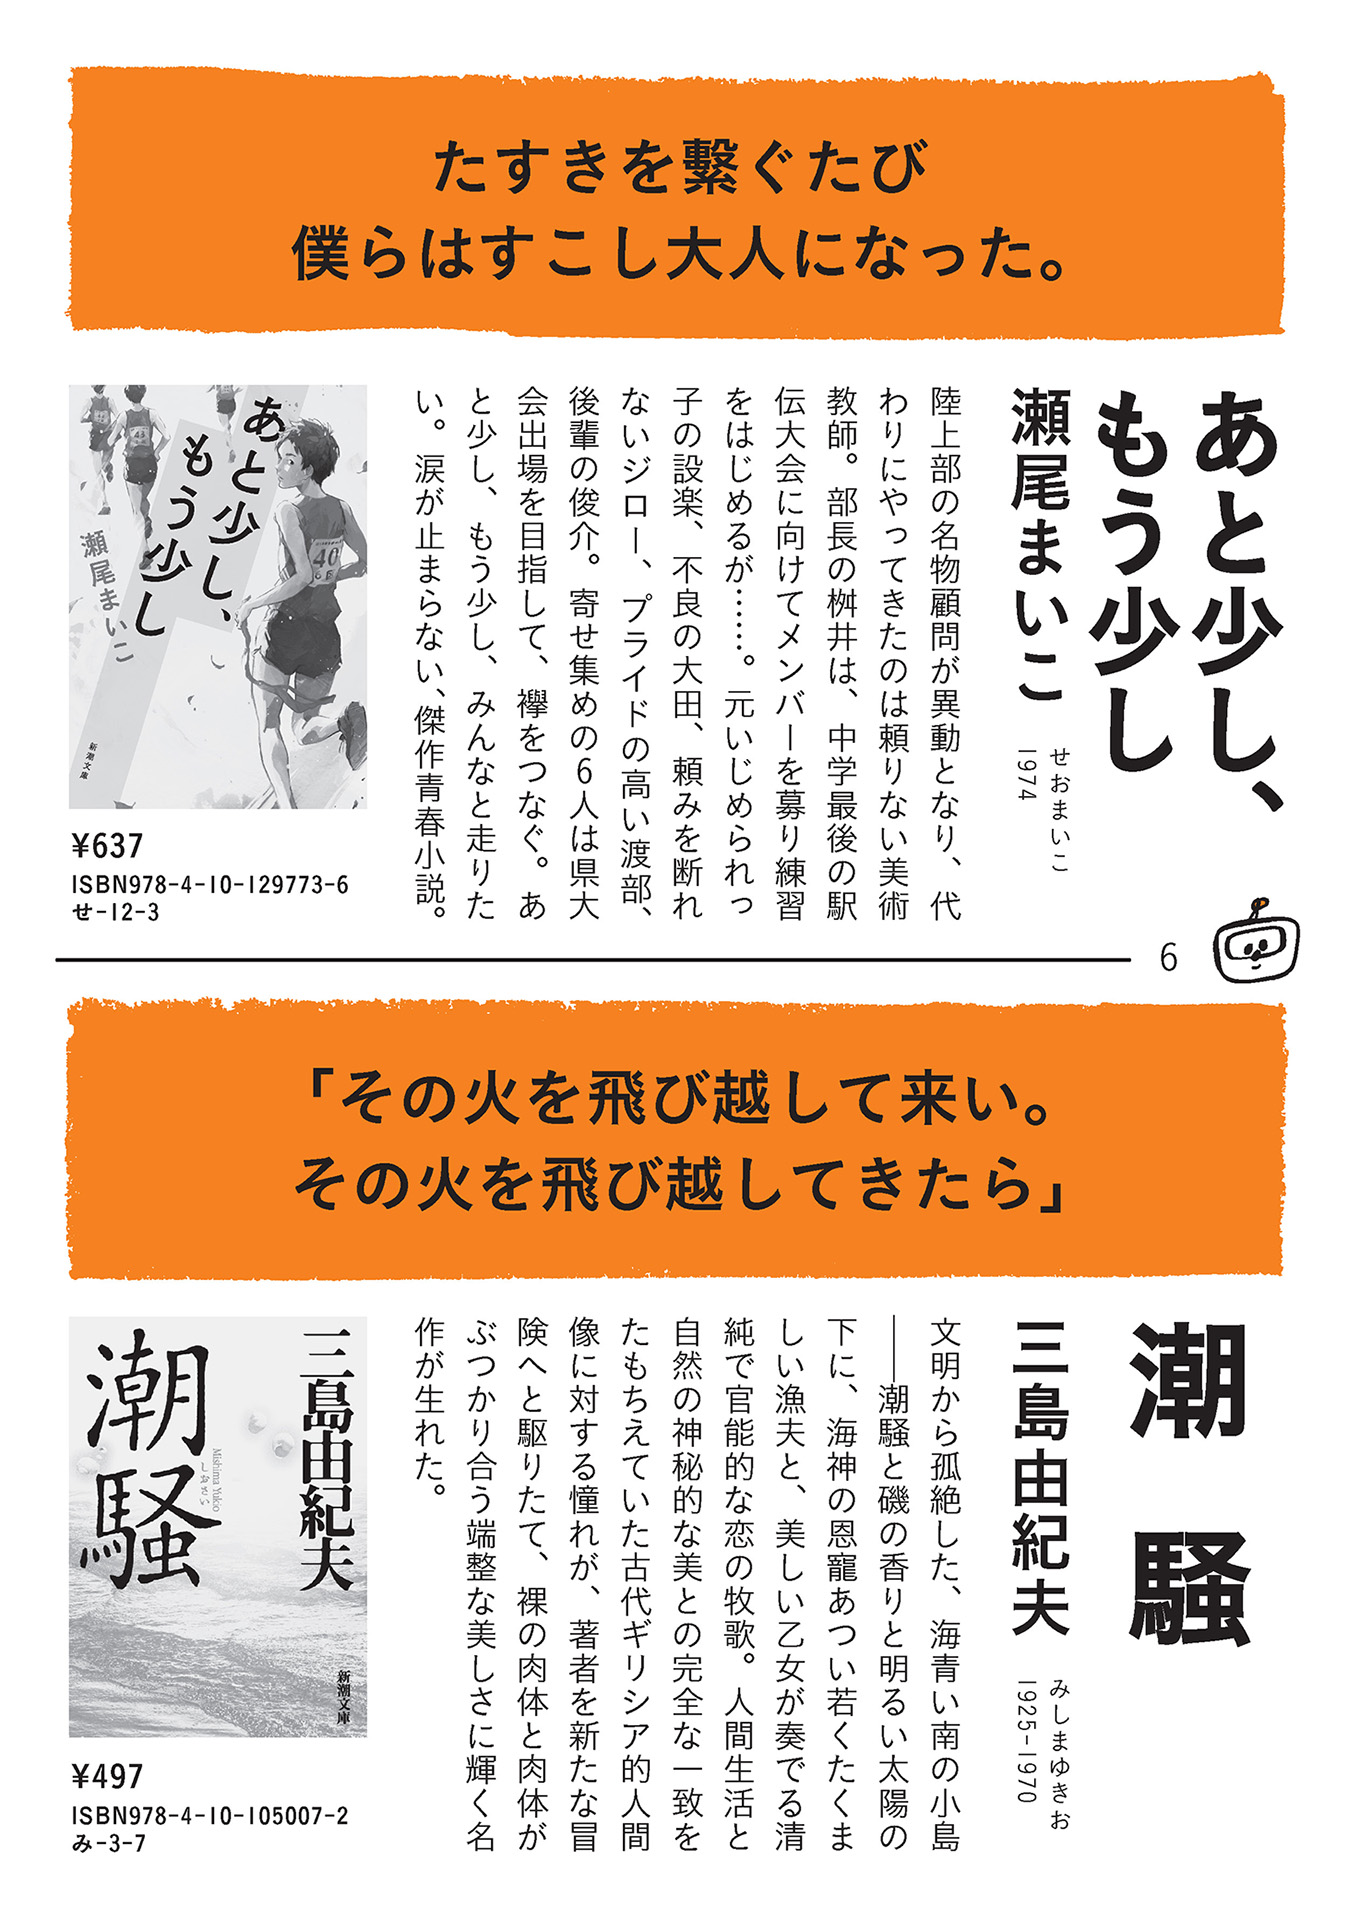 たすきを繋ぐたび
僕らはすこし大人になった。
あと少し、
もう少し
瀬尾まいこ
せおまいこ
1974
陸上部の名物顧問が異動となり、代
わりにやってきたのは頼りない美術
教師。部長の桝井は、中学最後の駅
伝大会に向けてメンバーを募り練習
をはじめるが……。元いじめられっ
子の設楽、不良の大田、頼みを断れ
ないジロー、プライドの高い渡部、
後輩の俊介。寄せ集めの6人は県大
会出場を目指して、襷をつなぐ。あ
と少し、もう少し、みんなと走りた
い。涙が止まらない、傑作青春小説。
あと少し、
もう少し
瀬尾まいこ
新潮文庫
43
40
¥637
ISBN978-4-10-129773-6
せ-12-3
6
「その火を飛び越して来い。
その火を飛び越してきたら」
潮騒
三島由紀夫
みしまゆきお
1925-1970
文明から孤絶した、海青い南の小島
――潮騒と磯の香りと明るい太陽の
下に、海神の恩寵あつい若くたくま
しい漁夫と、美しい乙女が奏でる清
純で官能的な恋の牧歌。人間生活と
自然の神秘的な美との完全な一致を
たもちえていた古代ギリシア的人間
像に対する憧れが、著者を新たな冒
険へと駆りたて、裸の肉体と肉体が
ぶつかり合う端整な美しさに輝く名
作が生れた。
三島由紀夫
潮騒
Mishima Yukio
しおさい
新潮文庫
¥497
ISBN978-4-10-105007-2
み-3-7